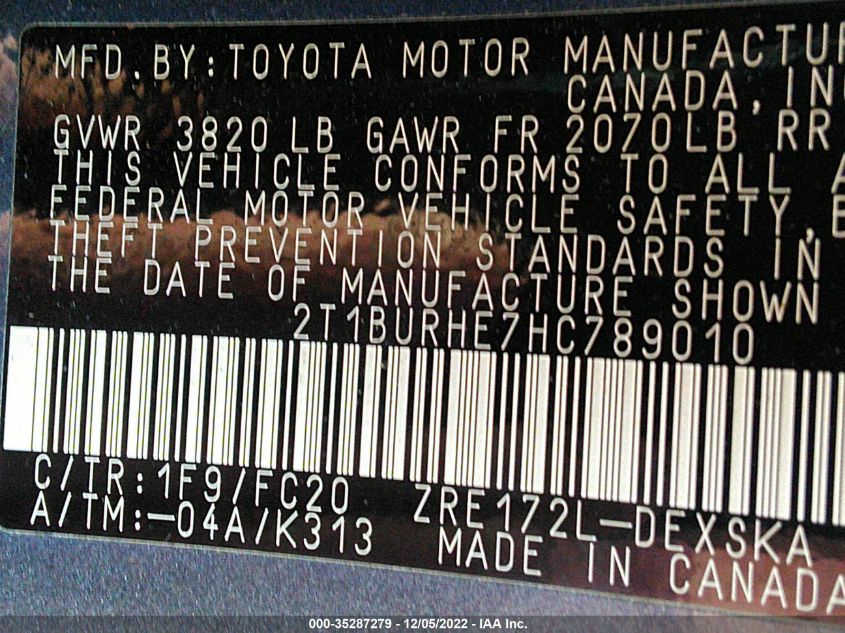 MFD.BY:TOYOTA MOTOR MANUFACTUR
CANADA, IN
GVWR 3820 LB GAWR FR 2070LB RR
THIS VEHICLE CONFORMS TO ALL A
FEDERAL MOTOR VEHICLE SAFETY,
THEFT PREVENTION STANDARDS IN
THE DATE OF MANUFACTURE SHOWN
2T1BURHE7HC789010
C/TR:1F9/FC20 ZRE172L-DEXSKA
A/TM:-04A/K313 MADE IN CANADA
000-35287279 - 12/05/2022 - IAA Inc.